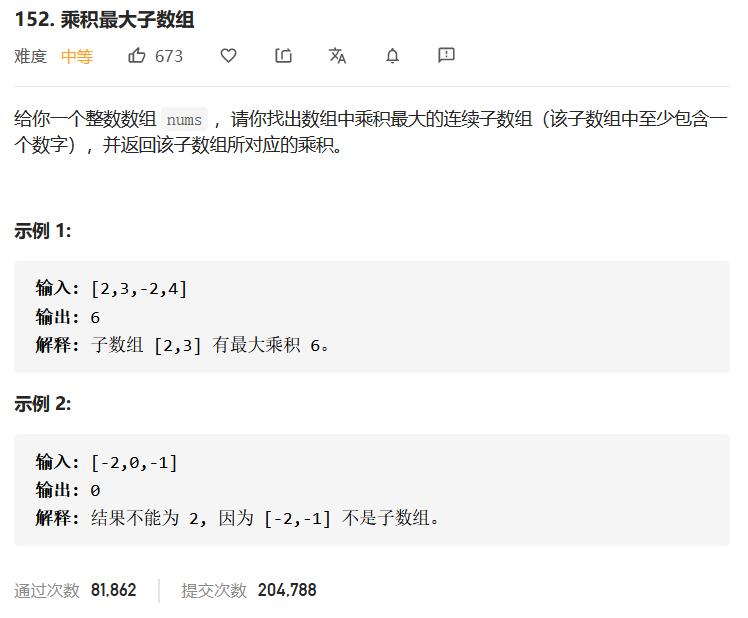 152. 乘积最大子数组
难度 中等 673
给你一个整数数组 nums ，请你找出数组中乘积最大的连续子数组（该子数组中至少包含一
个数字），并返回该子数组所对应的乘积。
示例 1:
输入: [2,3,-2,4]
输出: 6
解释: 子数组 [2,3] 有最大乘积 6。
示例 2:
输入: [-2,0,-1]
输出: 0
解释: 结果不能为 2, 因为 [-2,-1] 不是子数组。
通过次数 81,862 提交次数 204,788